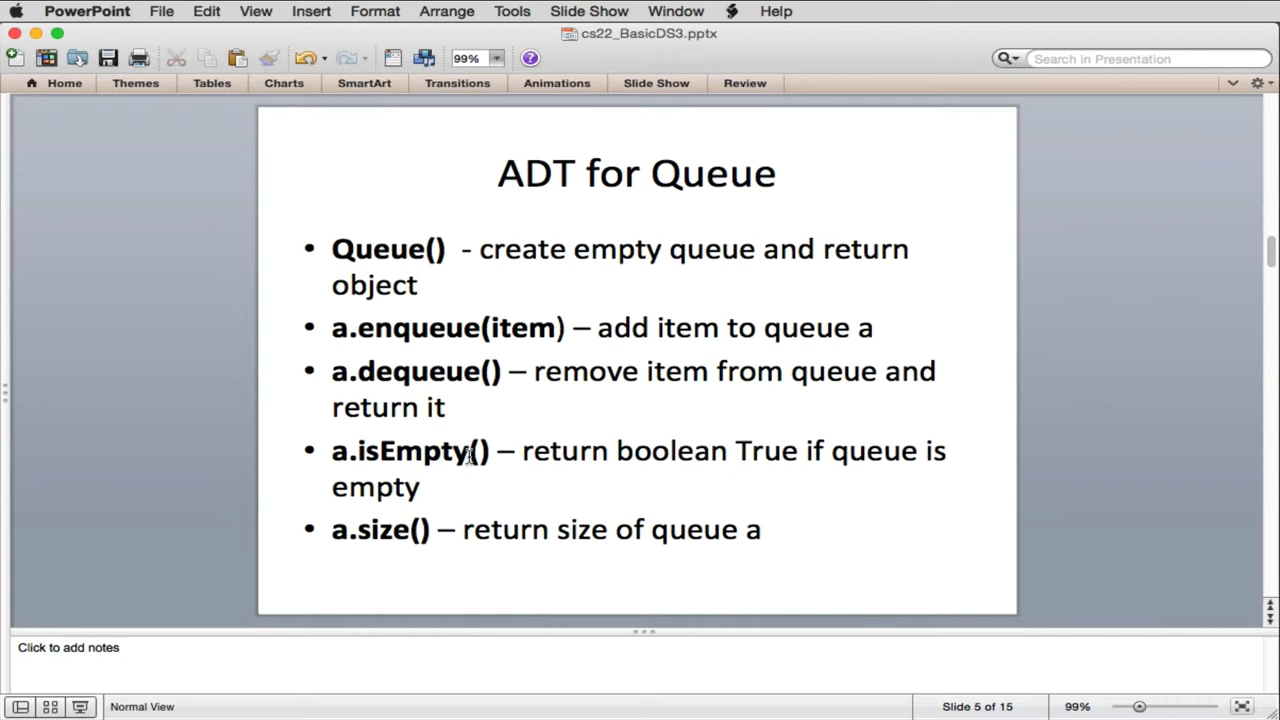 PowerPoint File Edit View Insert Format Arrange Tools Slide Show Window Help
cs22_BasicDS3.pptx
99% ? Search in Presentation
Home Themes Tables Charts SmartArt Transitions Animations Slide Show Review
ADT for Queue
• Queue() - create empty queue and return
object
• a.enqueue(item) – add item to queue a
• a.dequeue() – remove item from queue and
return it
• a.isEmpty() – return boolean True if queue is
empty
• a.size() – return size of queue a
Click to add notes
Normal View Slide 5 of 15 99%